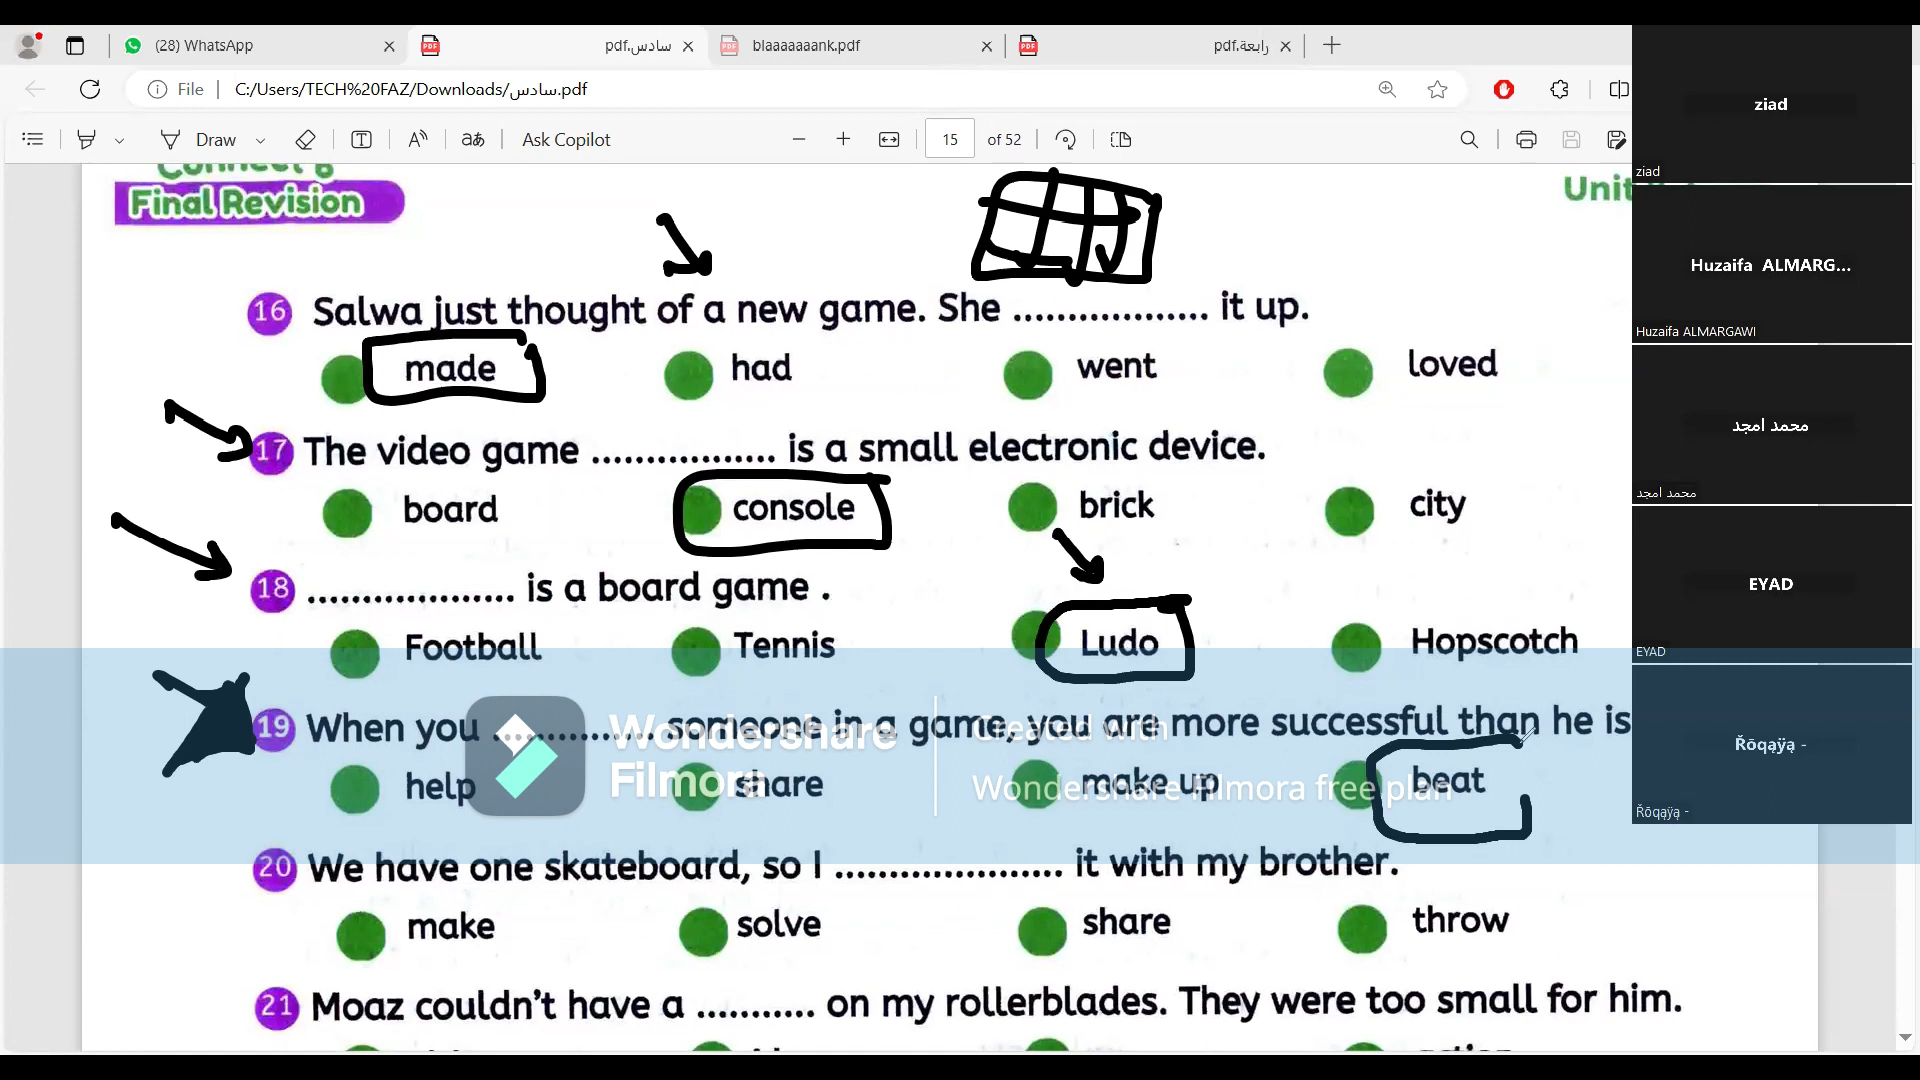 (28) WhatsApp
سادس.pdf
blaaaaaaank.pdf
رابعة.pdf
File
C:/Users/TECH%20FAZ/Downloads/سادس.pdf
Draw
Ask Copilot
15 of 52
Connect 6
Final Revision
Unit
16 Salwa just thought of a new game. She .................. it up.
made had went loved
17 The video game .................. is a small electronic device.
board console brick city
18 ................... is a board game .
Football Tennis Ludo Hopscotch
19 When you ............... someone in a game, you are more successful than he is
help share make up beat
Wondershare
Filmora
Created with
Wondershare Filmora free plan
20 We have one skateboard, so I ..................... it with my brother.
make solve share throw
21 Moaz couldn't have a ........... on my rollerblades. They were too small for him.
ziad
ziad
Huzaifa ALMARG...
Huzaifa ALMARGAWI
محمد امجد
محمد امجد
EYAD
EYAD
Řōqąÿą -
Řōqąÿą -